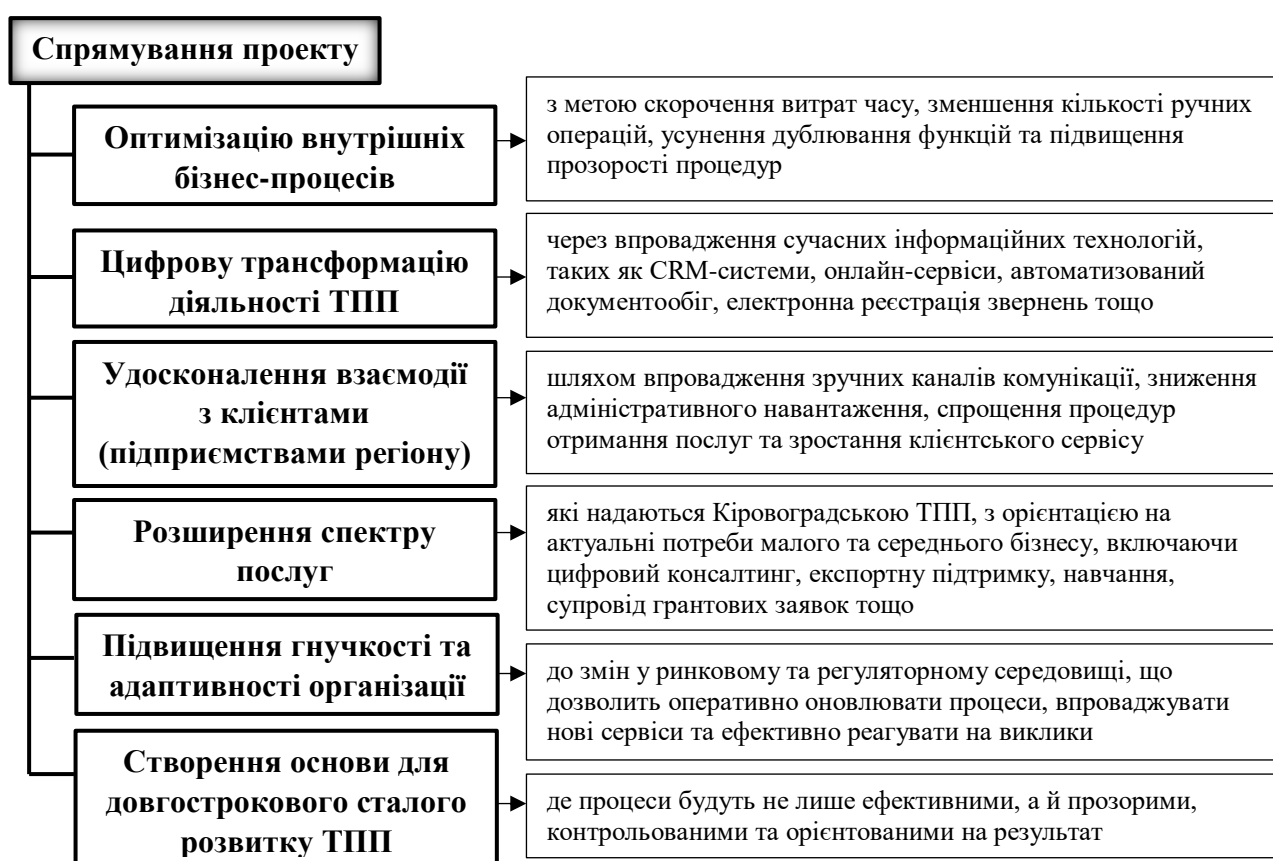 Спрямування проекту
Оптимізацію внутрішніх
бізнес-процесів
з метою скорочення витрат часу, зменшення кількості ручних
операцій, усунення дублювання функцій та підвищення
прозорості процедур
Цифрову трансформацію
діяльності ТПП
через впровадження сучасних інформаційних технологій,
таких як CRM-системи, онлайн-сервіси, автоматизований
документообіг, електронна реєстрація звернень тощо
Удосконалення взаємодії
з клієнтами
(підприємствами регіону)
шляхом впровадження зручних каналів комунікації, зниження
адміністративного навантаження, спрощення процедур
отримання послуг та зростання клієнтського сервісу
Розширення спектру
послуг
які надаються Кіровоградською ТПП, з орієнтацією на
актуальні потреби малого та середнього бізнесу, включаючи
цифровий консалтинг, експортну підтримку, навчання,
супровід грантових заявок тощо
Підвищення гнучкості та
адаптивності організації
до змін у ринковому та регуляторному середовищі, що
дозволить оперативно оновлювати процеси, впроваджувати
нові сервіси та ефективно реагувати на виклики
Створення основи для
довгострокового сталого
розвитку ТПП
де процеси будуть не лише ефективними, а й прозорими,
контрольованими та орієнтованими на результат